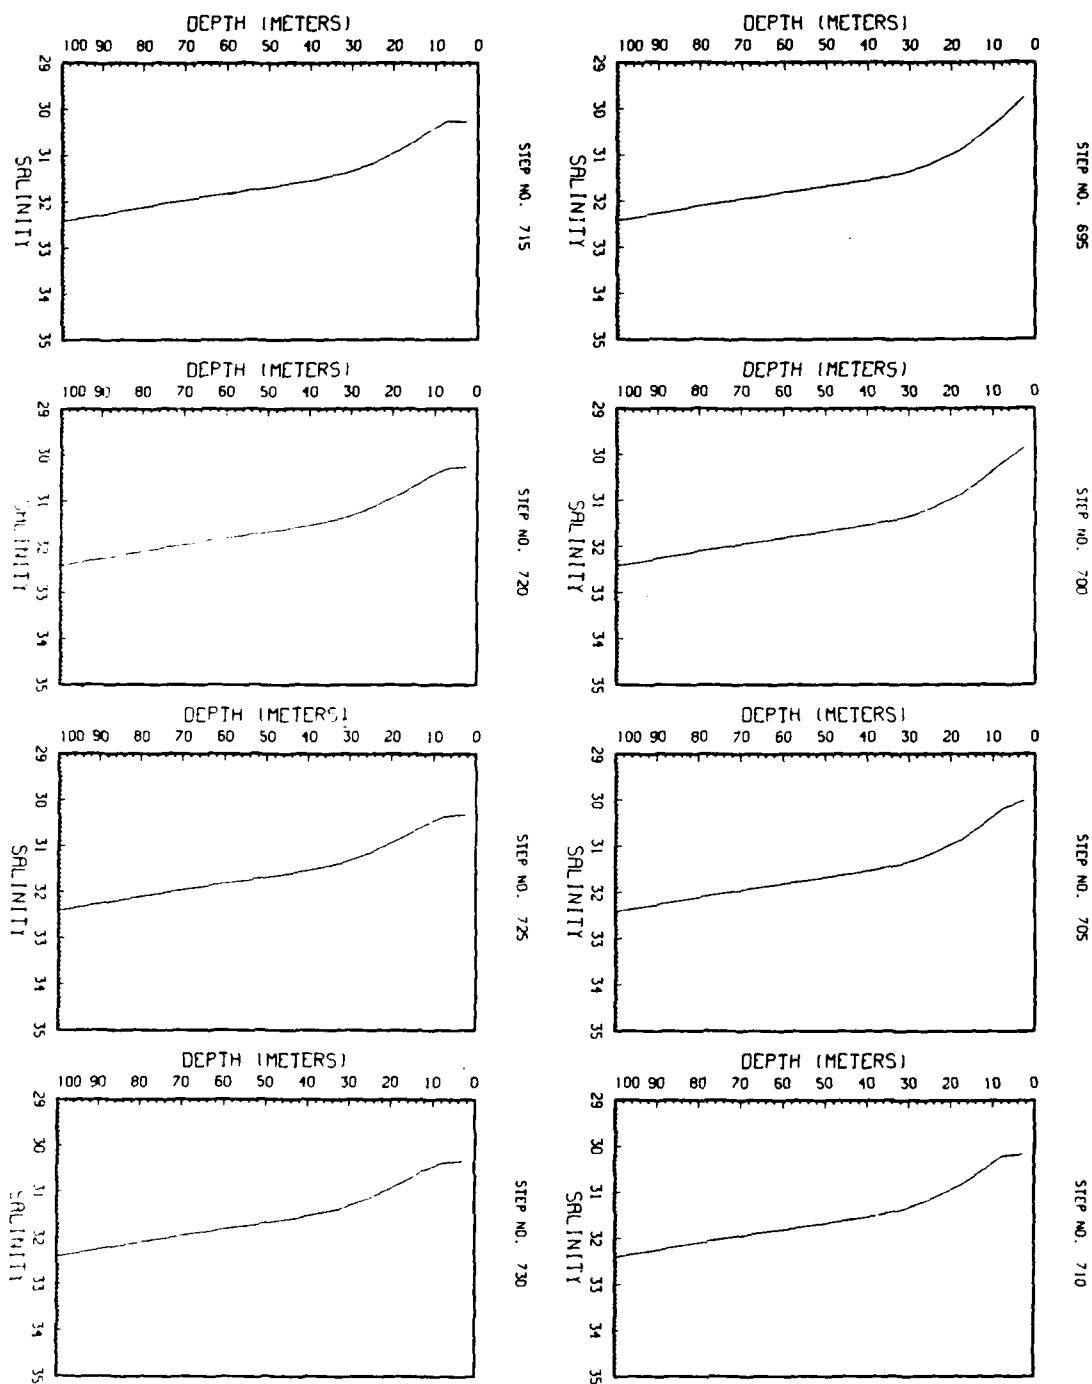 DEPTH (METERS)
100 90 80 70 60 50 40 30 20 10 0
29 30 31 32 33 34 35
SALINITY
STEP NO. 715
DEPTH (METERS)
100 90 80 70 60 50 40 30 20 10 0
29 30 31 32 33 34 35
SALINITY
STEP NO. 695
DEPTH (METERS)
100 90 80 70 60 50 40 30 20 10 0
29 30 31 32 33 34 35
SALINITY
STEP NO. 720
DEPTH (METERS)
100 90 80 70 60 50 40 30 20 10 0
29 30 31 32 33 34 35
SALINITY
STEP NO. 700
DEPTH (METERS)
100 90 80 70 60 50 40 30 20 10 0
29 30 31 32 33 34 35
SALINITY
STEP NO. 725
DEPTH (METERS)
100 90 80 70 60 50 40 30 20 10 0
29 30 31 32 33 34 35
SALINITY
STEP NO. 705
DEPTH (METERS)
100 90 80 70 60 50 40 30 20 10 0
29 30 31 32 33 34 35
SALINITY
STEP NO. 730
DEPTH (METERS)
100 90 80 70 60 50 40 30 20 10 0
29 30 31 32 33 34 35
SALINITY
STEP NO. 710